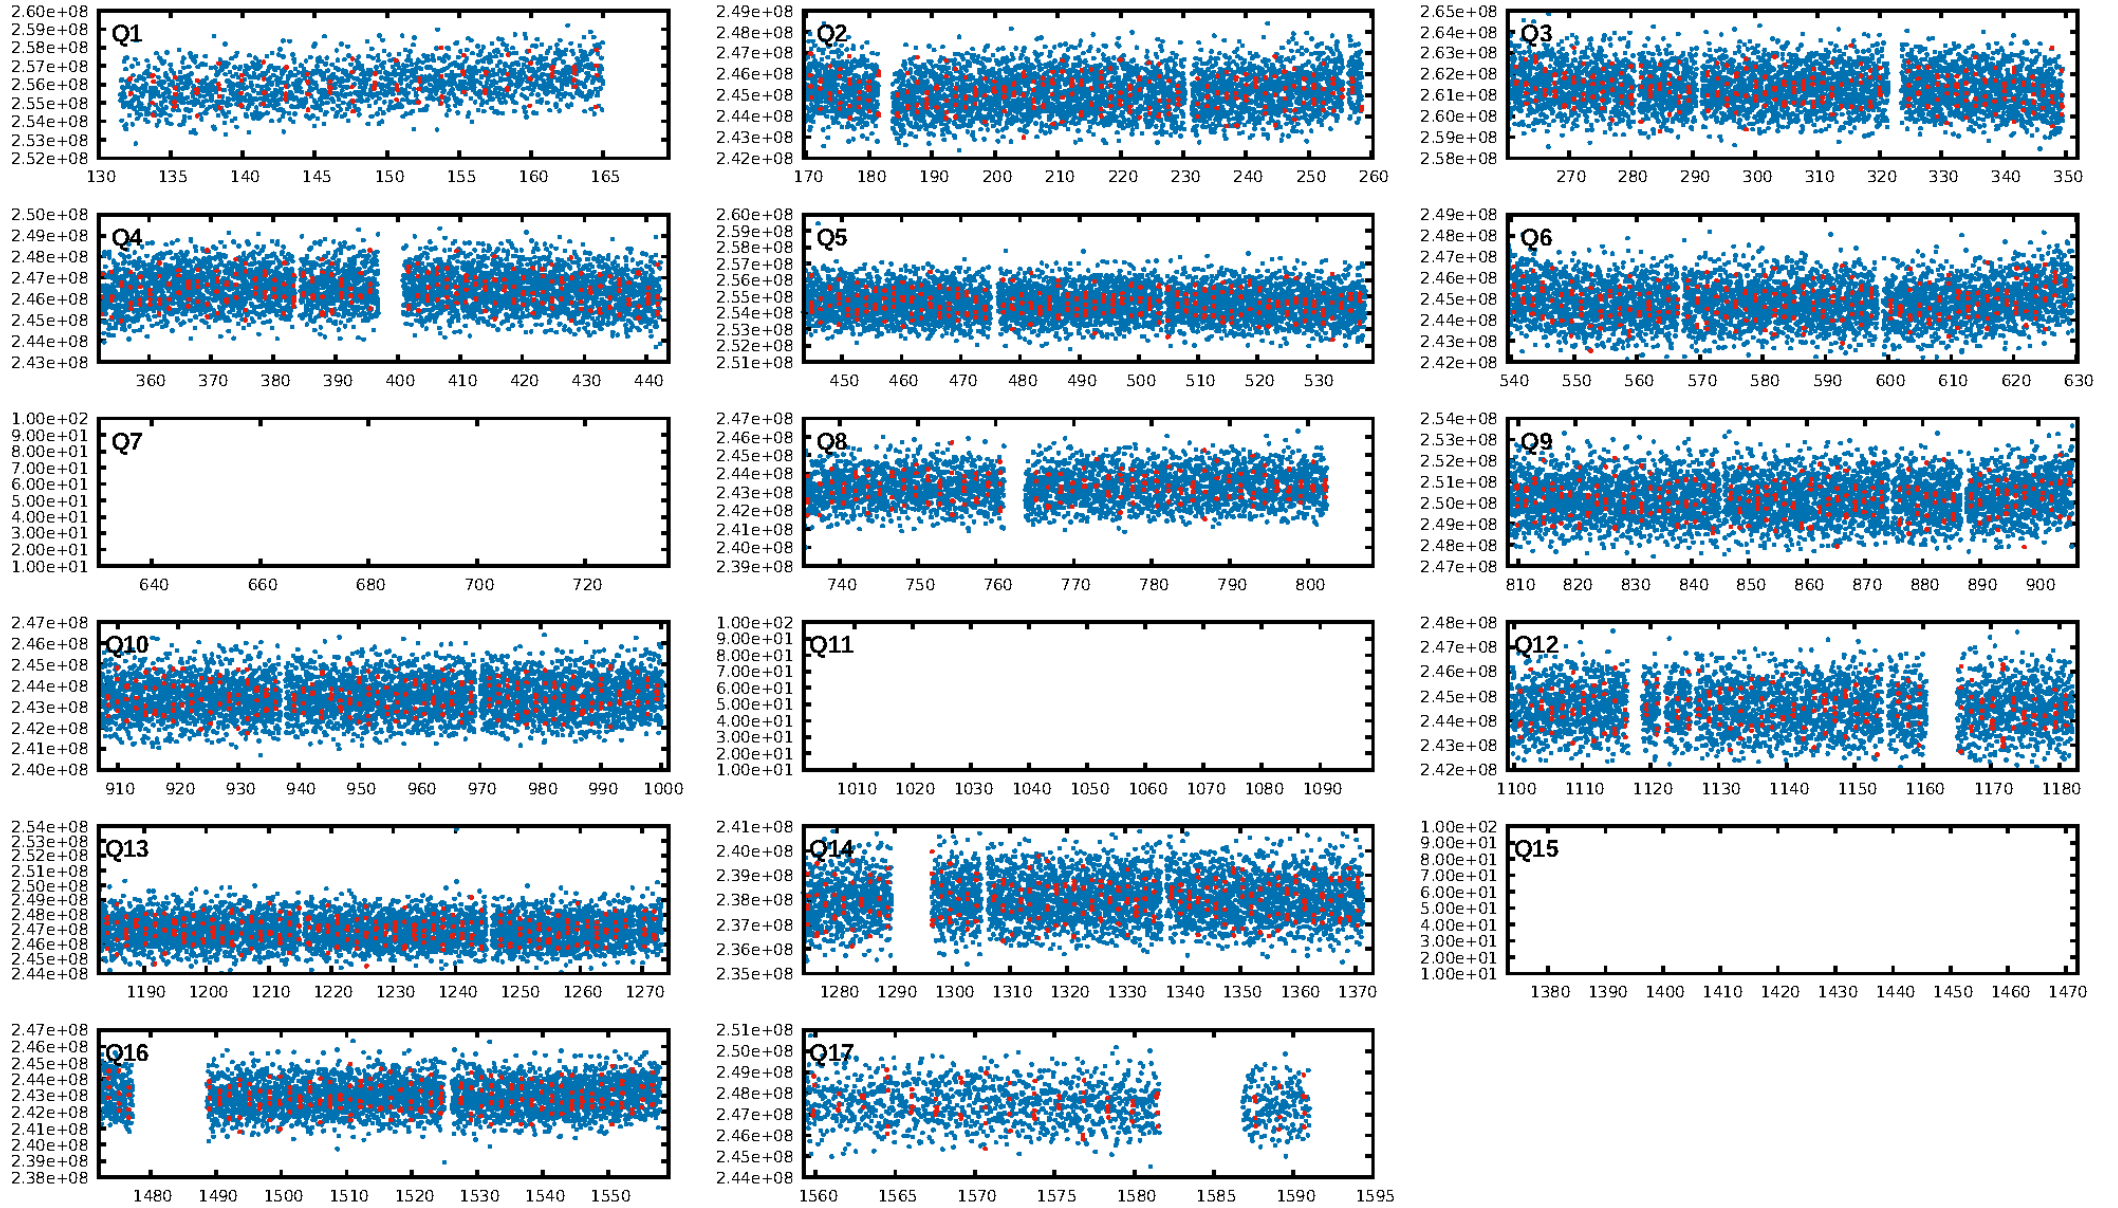 2.60e+08
2.59e+08
2.58e+08
2.57e+08
2.56e+08
2.55e+08
2.54e+08
2.53e+08
2.52e+08
Q1
130 135 140 145 150 155 160 165
2.49e+08
2.48e+08
2.47e+08
2.46e+08
2.45e+08
2.44e+08
2.43e+08
2.42e+08
Q2
170 180 190 200 210 220 230 240 250 260
2.65e+08
2.64e+08
2.63e+08
2.62e+08
2.61e+08
2.60e+08
2.59e+08
2.58e+08
Q3
270 280 290 300 310 320 330 340 350
2.50e+08
2.49e+08
2.48e+08
2.47e+08
2.46e+08
2.45e+08
2.44e+08
2.43e+08
Q4
360 370 380 390 400 410 420 430 440
2.60e+08
2.59e+08
2.58e+08
2.57e+08
2.56e+08
2.55e+08
2.54e+08
2.53e+08
2.52e+08
2.51e+08
Q5
450 460 470 480 490 500 510 520 530
2.49e+08
2.48e+08
2.47e+08
2.46e+08
2.45e+08
2.44e+08
2.43e+08
2.42e+08
Q6
540 550 560 570 580 590 600 610 620 630
1.00e+02
9.00e+01
8.00e+01
7.00e+01
6.00e+01
5.00e+01
4.00e+01
3.00e+01
2.00e+01
1.00e+01
Q7
640 660 680 700 720
2.47e+08
2.46e+08
2.45e+08
2.44e+08
2.43e+08
2.42e+08
2.41e+08
2.40e+08
2.39e+08
Q8
740 750 760 770 780 790 800
2.54e+08
2.53e+08
2.52e+08
2.51e+08
2.50e+08
2.49e+08
2.48e+08
2.47e+08
Q9
810 820 830 840 850 860 870 880 890 900
2.47e+08
2.46e+08
2.45e+08
2.44e+08
2.43e+08
2.42e+08
2.41e+08
2.40e+08
Q10
910 920 930 940 950 960 970 980 990 1000
1.00e+02
9.00e+01
8.00e+01
7.00e+01
6.00e+01
5.00e+01
4.00e+01
3.00e+01
2.00e+01
1.00e+01
Q11
1010 1020 1030 1040 1050 1060 1070 1080 1090
2.48e+08
2.47e+08
2.46e+08
2.45e+08
2.44e+08
2.43e+08
2.42e+08
Q12
1100 1110 1120 1130 1140 1150 1160 1170 1180
2.54e+08
2.53e+08
2.52e+08
2.51e+08
2.50e+08
2.49e+08
2.48e+08
2.47e+08
2.46e+08
2.45e+08
2.44e+08
Q13
1190 1200 1210 1220 1230 1240 1250 1260 1270
2.41e+08
2.40e+08
2.39e+08
2.38e+08
2.37e+08
2.36e+08
2.35e+08
Q14
1280 1290 1300 1310 1320 1330 1340 1350 1360 1370
1.00e+02
9.00e+01
8.00e+01
7.00e+01
6.00e+01
5.00e+01
4.00e+01
3.00e+01
2.00e+01
1.00e+01
Q15
1380 1390 1400 1410 1420 1430 1440 1450 1460 1470
2.47e+08
2.46e+08
2.45e+08
2.44e+08
2.43e+08
2.42e+08
2.41e+08
2.40e+08
2.39e+08
2.38e+08
Q16
1480 1490 1500 1510 1520 1530 1540 1550
2.51e+08
2.50e+08
2.49e+08
2.48e+08
2.47e+08
2.46e+08
2.45e+08
2.44e+08
Q17
1560 1565 1570 1575 1580 1585 1590 1595